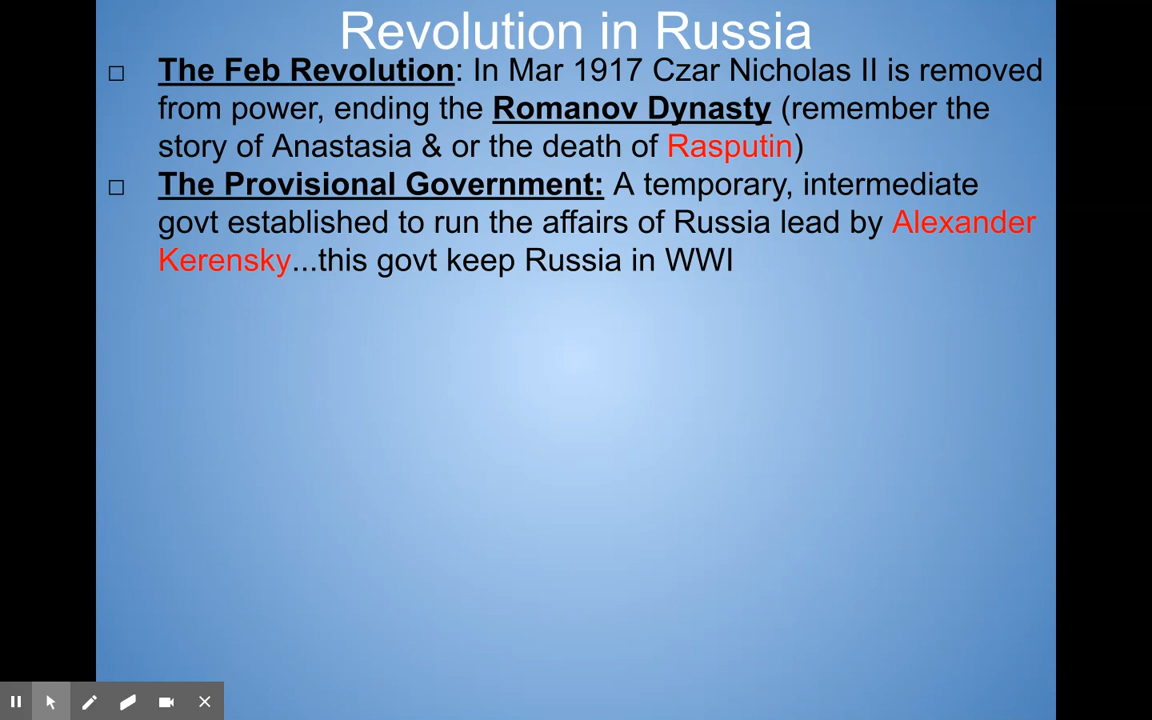 Revolution in Russia
The Feb Revolution: In Mar 1917 Czar Nicholas II is removed
from power, ending the Romanov Dynasty (remember the
story of Anastasia & or the death of Rasputin)
The Provisional Government: A temporary, intermediate
govt established to run the affairs of Russia lead by Alexander
Kerensky...this govt keep Russia in WWI